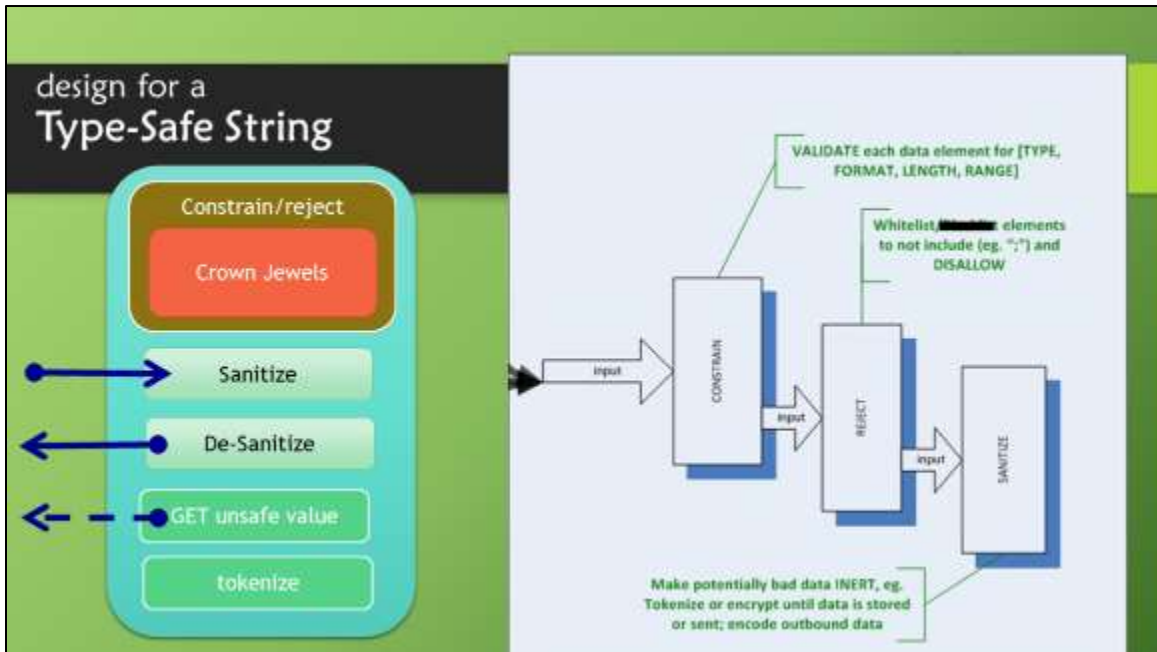 design for a
Type-Safe String
Constrain/reject
Crown Jewels
Sanitize
De-Sanitize
GET unsafe value
tokenize
VALIDATE each data element for [TYPE,
FORMAT, LENGTH, RANGE]
Whitelist/ elements
to not include (eg. ";") and
DISALLOW
input
CONSTRAIN
input
REJECT
input
SANITIZE
Make potentially bad data INERT, eg.
Tokenize or encrypt until data is stored
or sent; encode outbound data